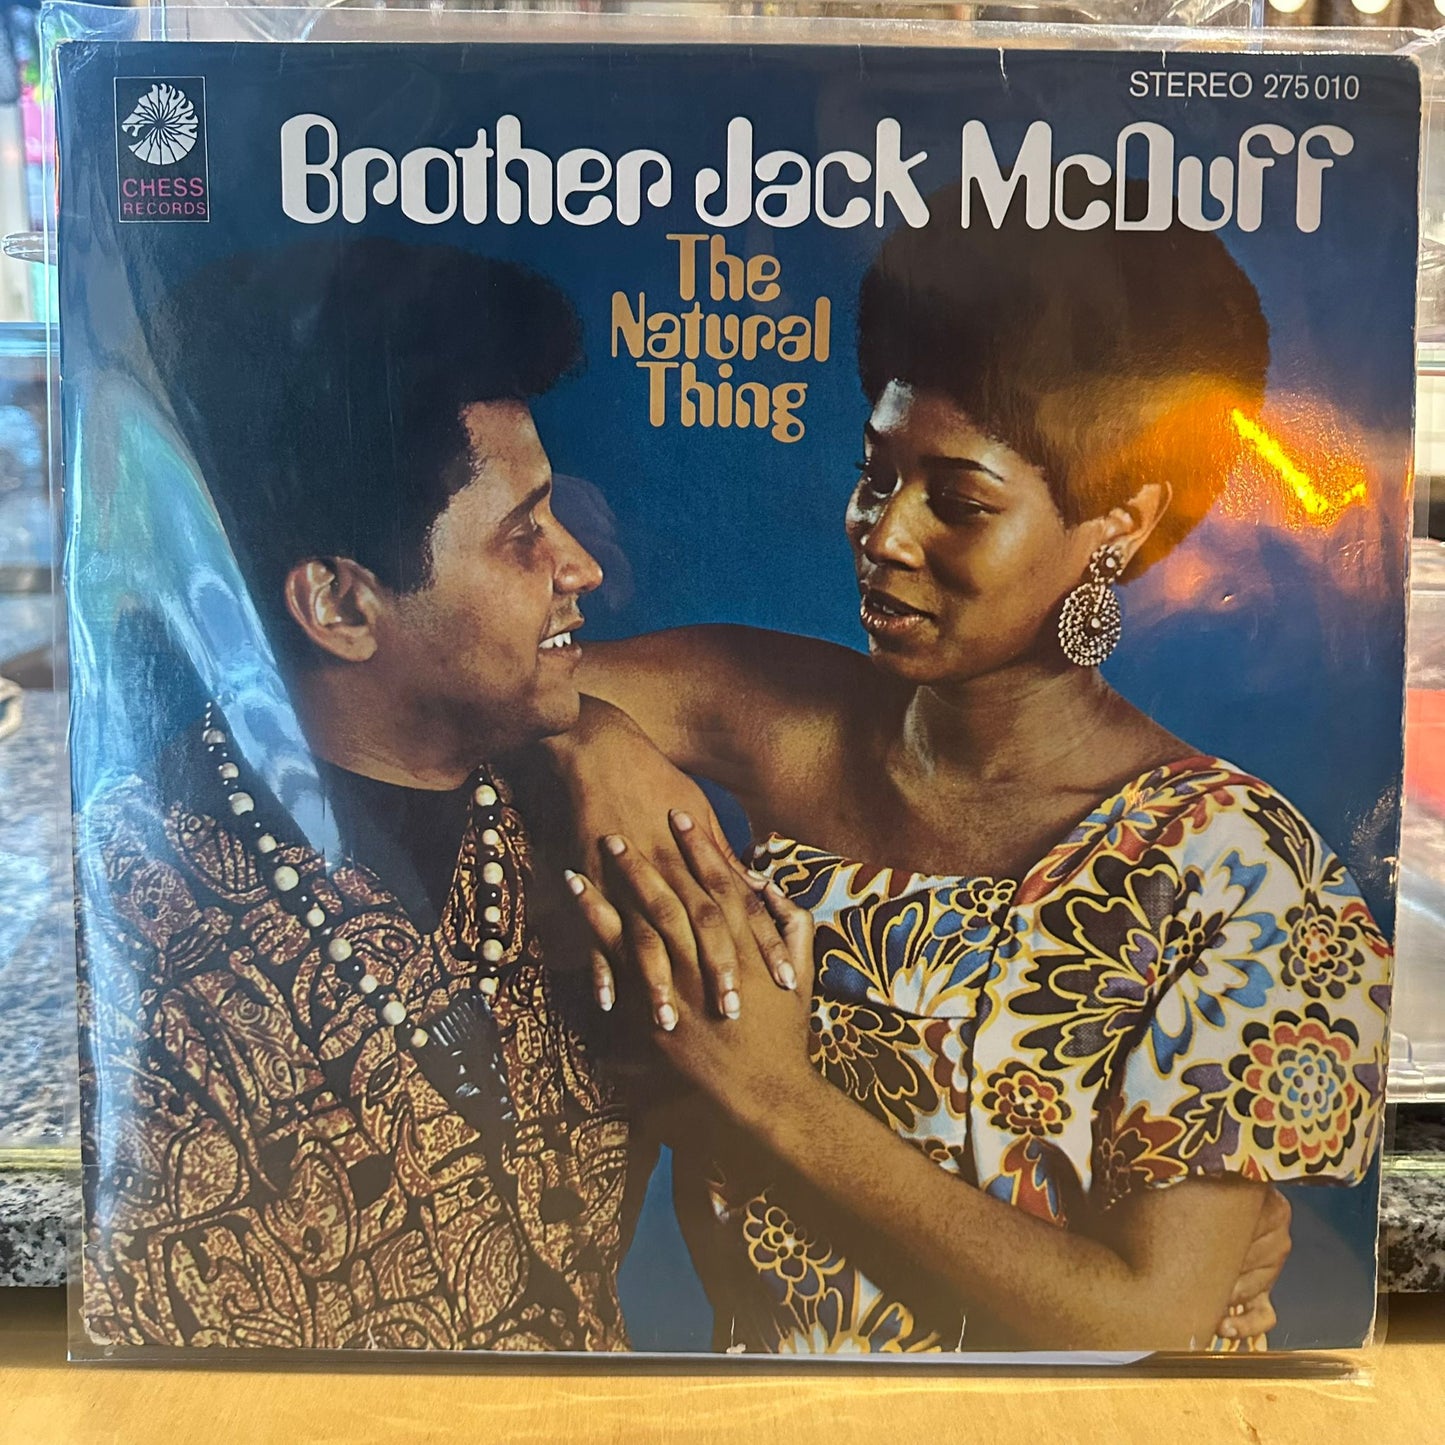 STEREO 275 010
CHESS
RECORDS
Brother Jack McDuff
The
Natural
Thing